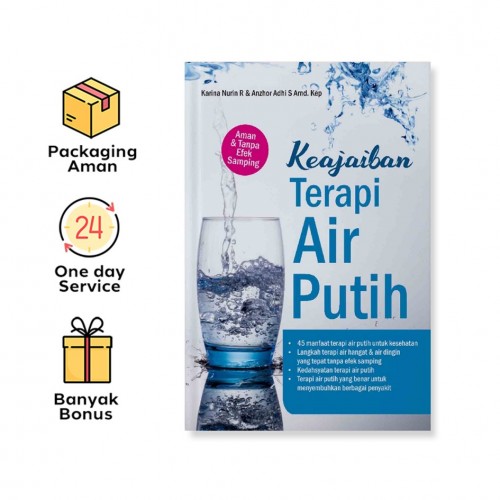 Packaging
Aman
24
One day
Service
Banyak
Bonus
Karina Nurin R & Anzhor Adhi S Amd. Kep
Aman
& Tanpa
Efek
Samping
Keajaiban
Terapi
Air
Putih
• 45 manfaat terapi air putih untuk kesehatan
• Langkah terapi air hangat & air dingin
yang tepat tanpa efek samping
• Kedahsyatan terapi air putih
• Terapi air putih yang benar untuk
menyembuhkan berbagai penyakit